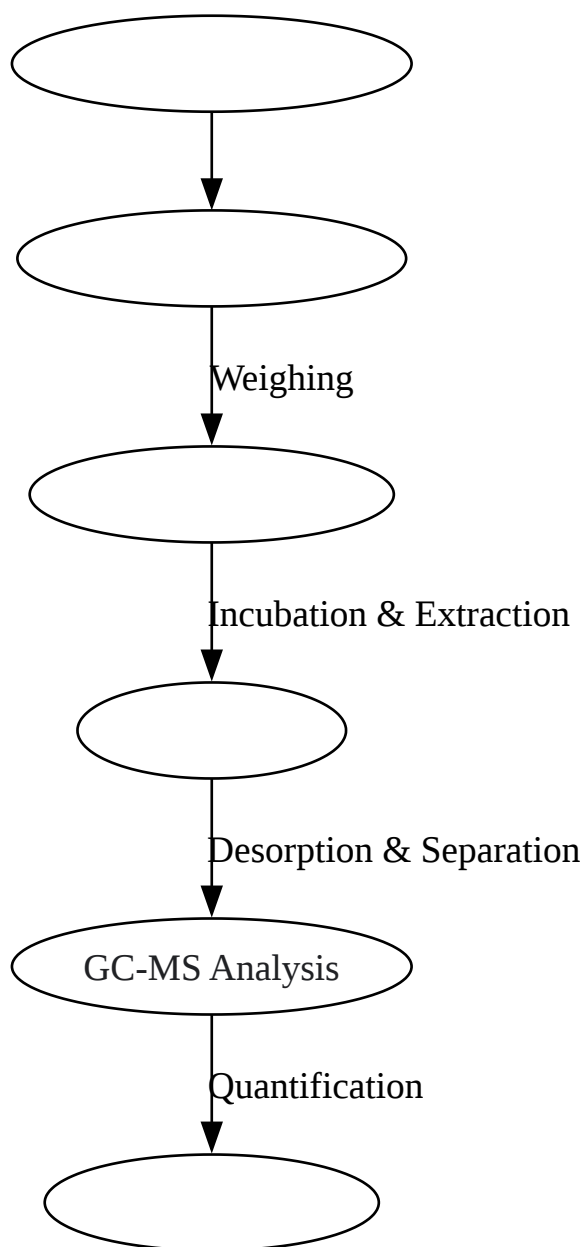 Weighing
Incubation & Extraction
Desorption & Separation
GC-MS Analysis
Quantification